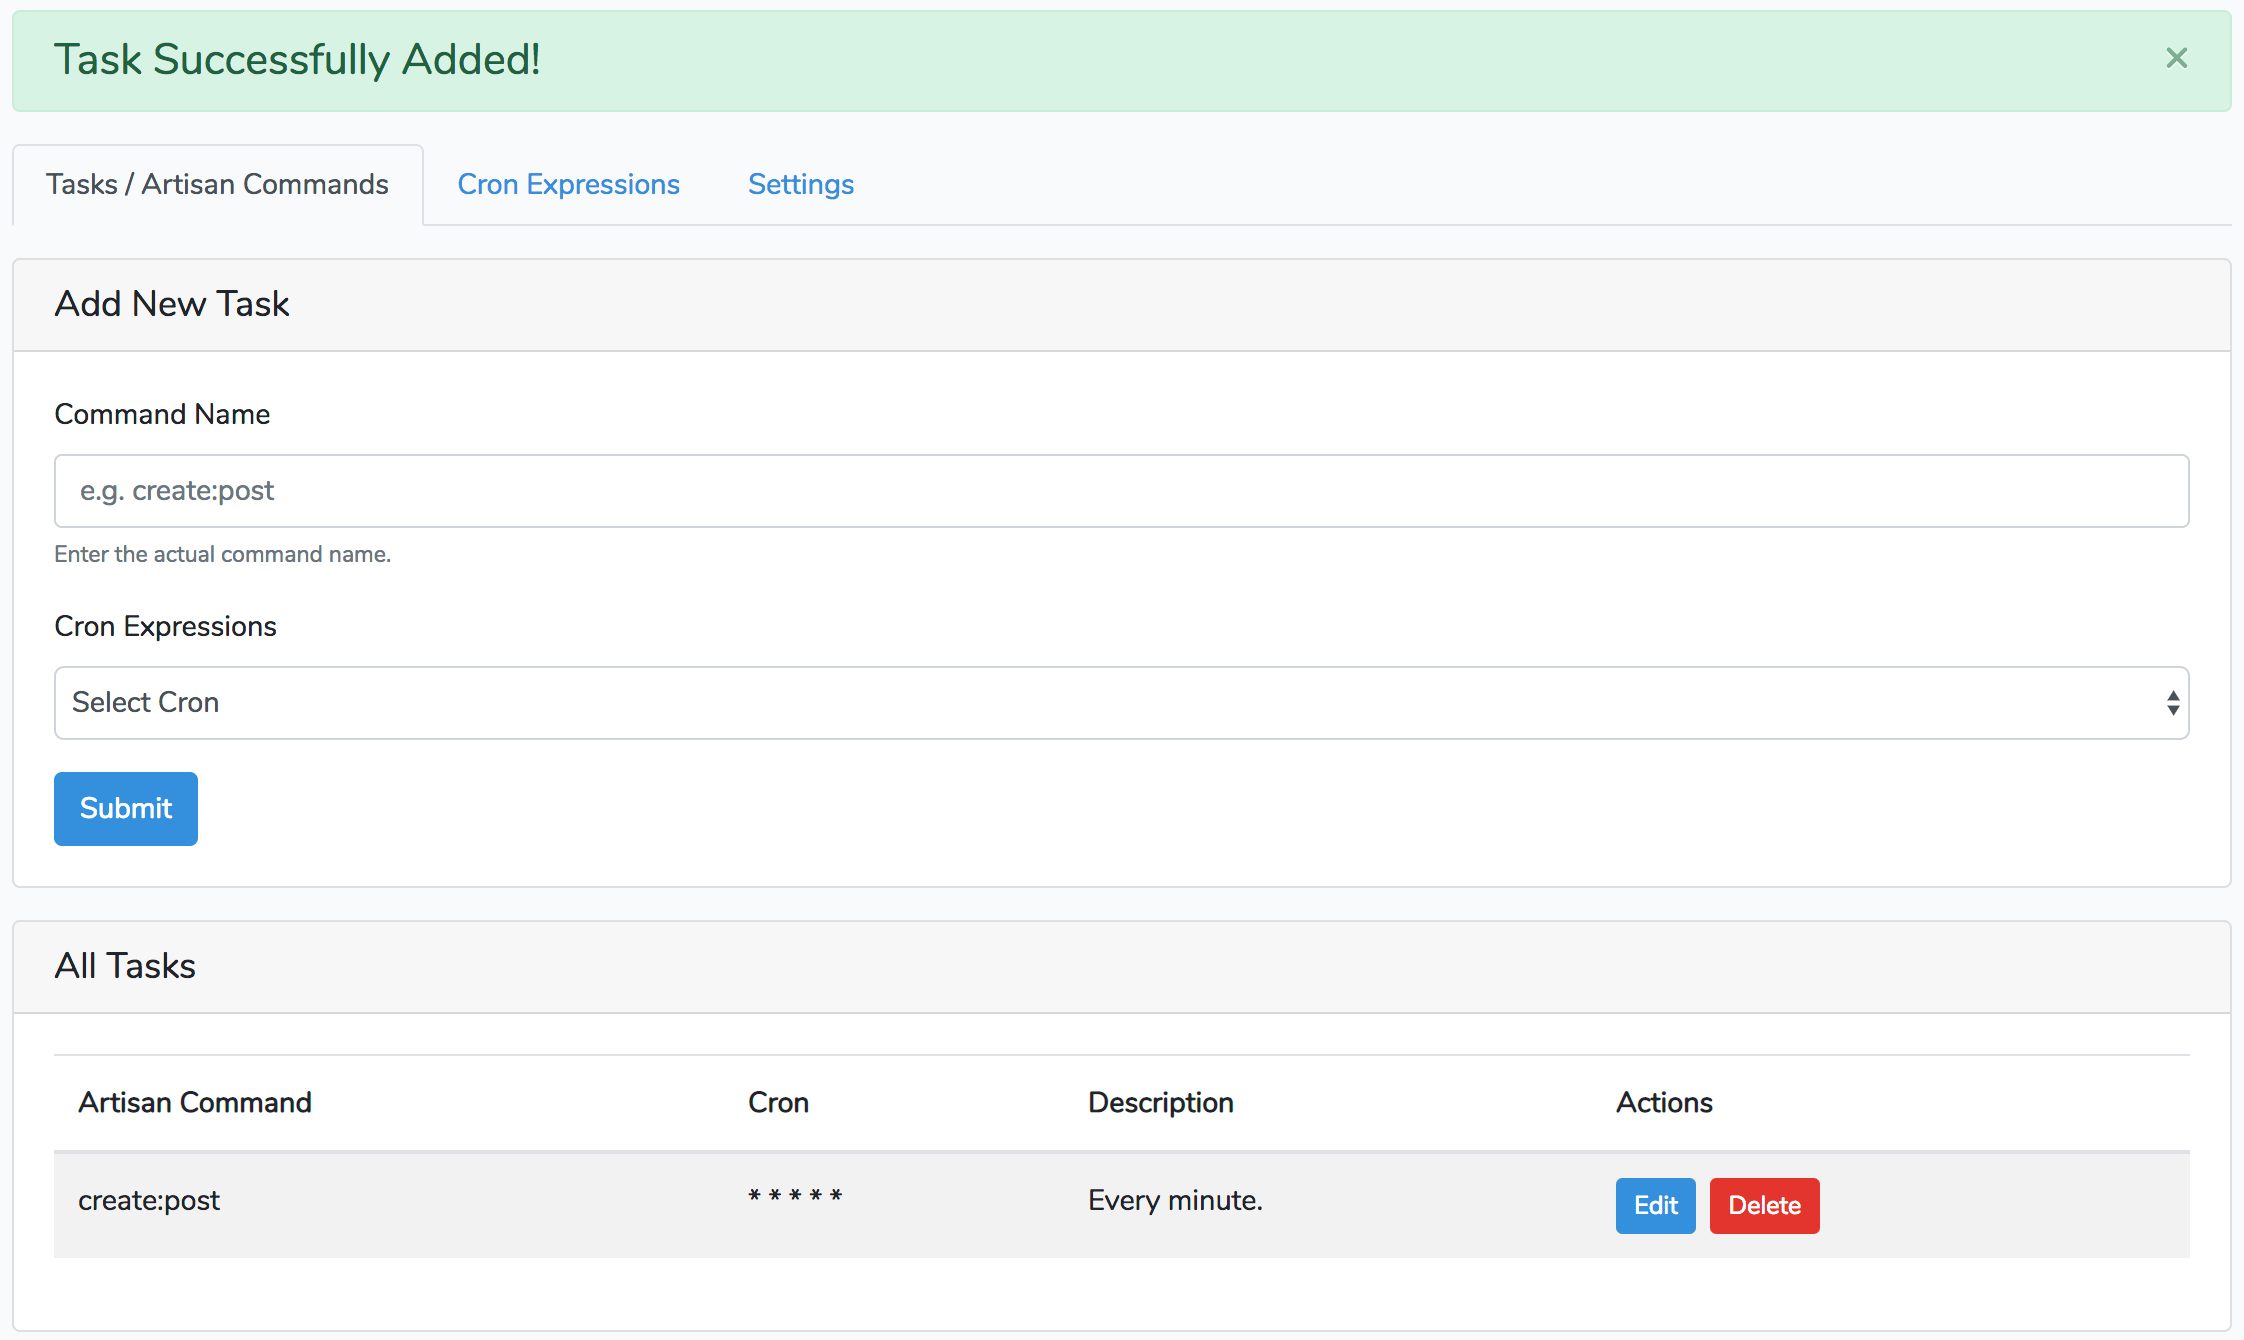 Task Successfully Added! ×
Tasks / Artisan Commands Cron Expressions Settings
Add New Task
Command Name
e.g. create:post
Enter the actual command name.
Cron Expressions
Select Cron
Submit
All Tasks
Artisan Command Cron Description Actions
create:post * * * * * Every minute. Edit Delete